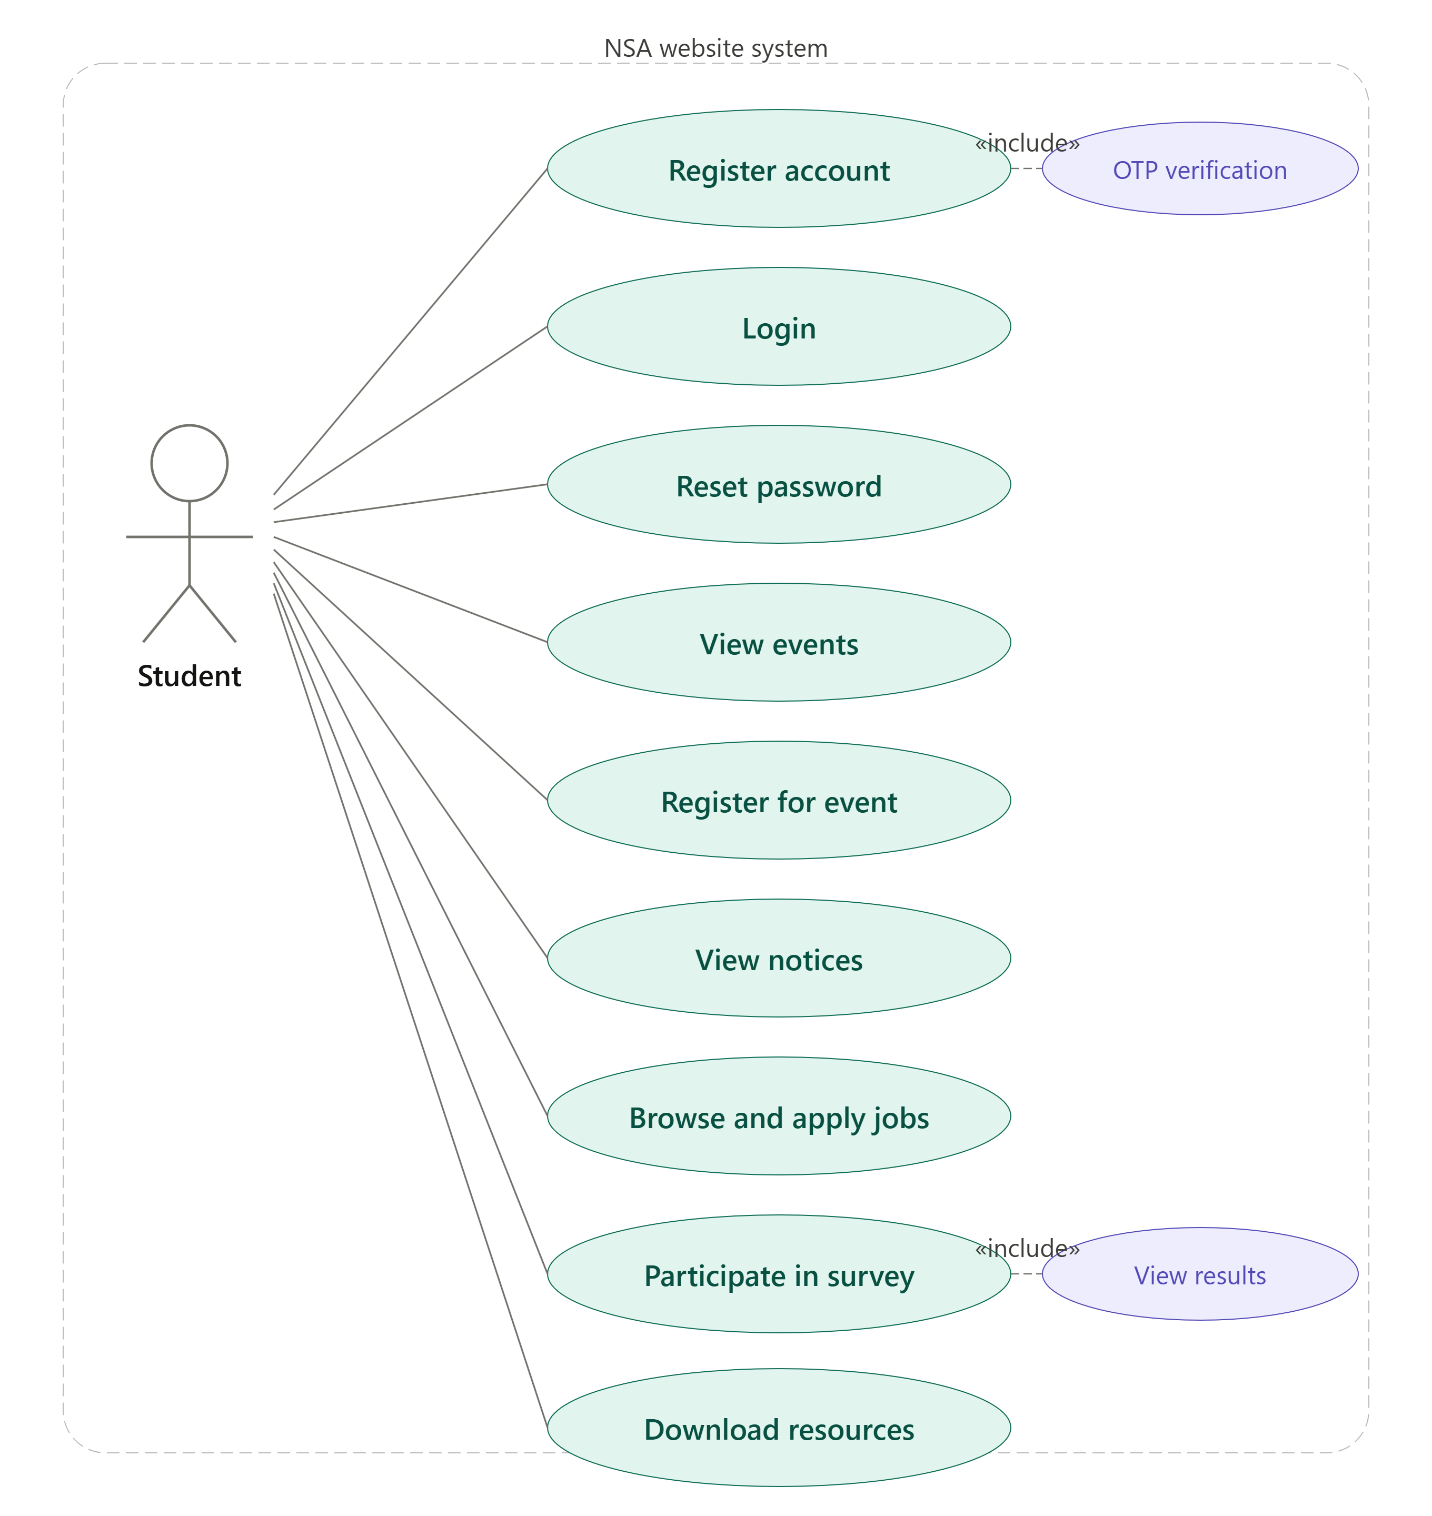 NSA website system
Register account
«include»
OTP verification
Login
Reset password
View events
Student
Register for event
View notices
Browse and apply jobs
Participate in survey
«include»
View results
Download resources